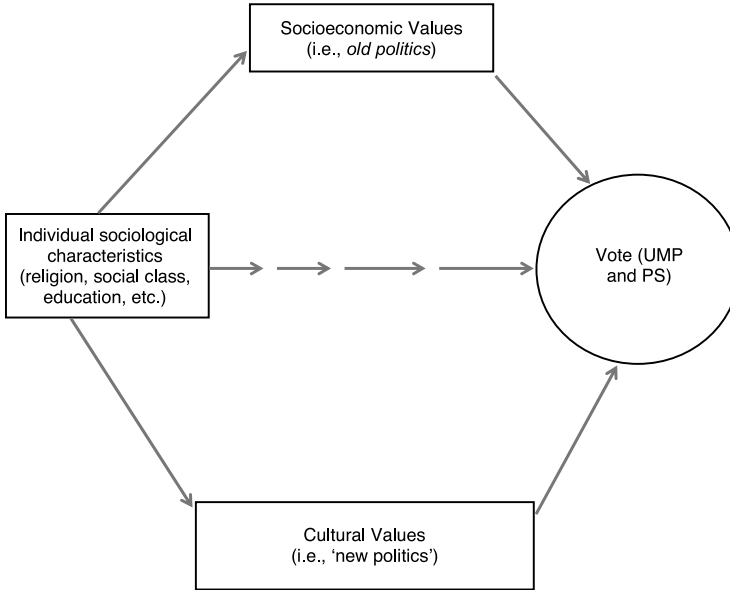 Socioeconomic Values
(i.e., old politics)
Individual sociological
characteristics
(religion, social class,
education, etc.)
Vote (UMP
and PS)
Cultural Values
(i.e., ‘new politics’)